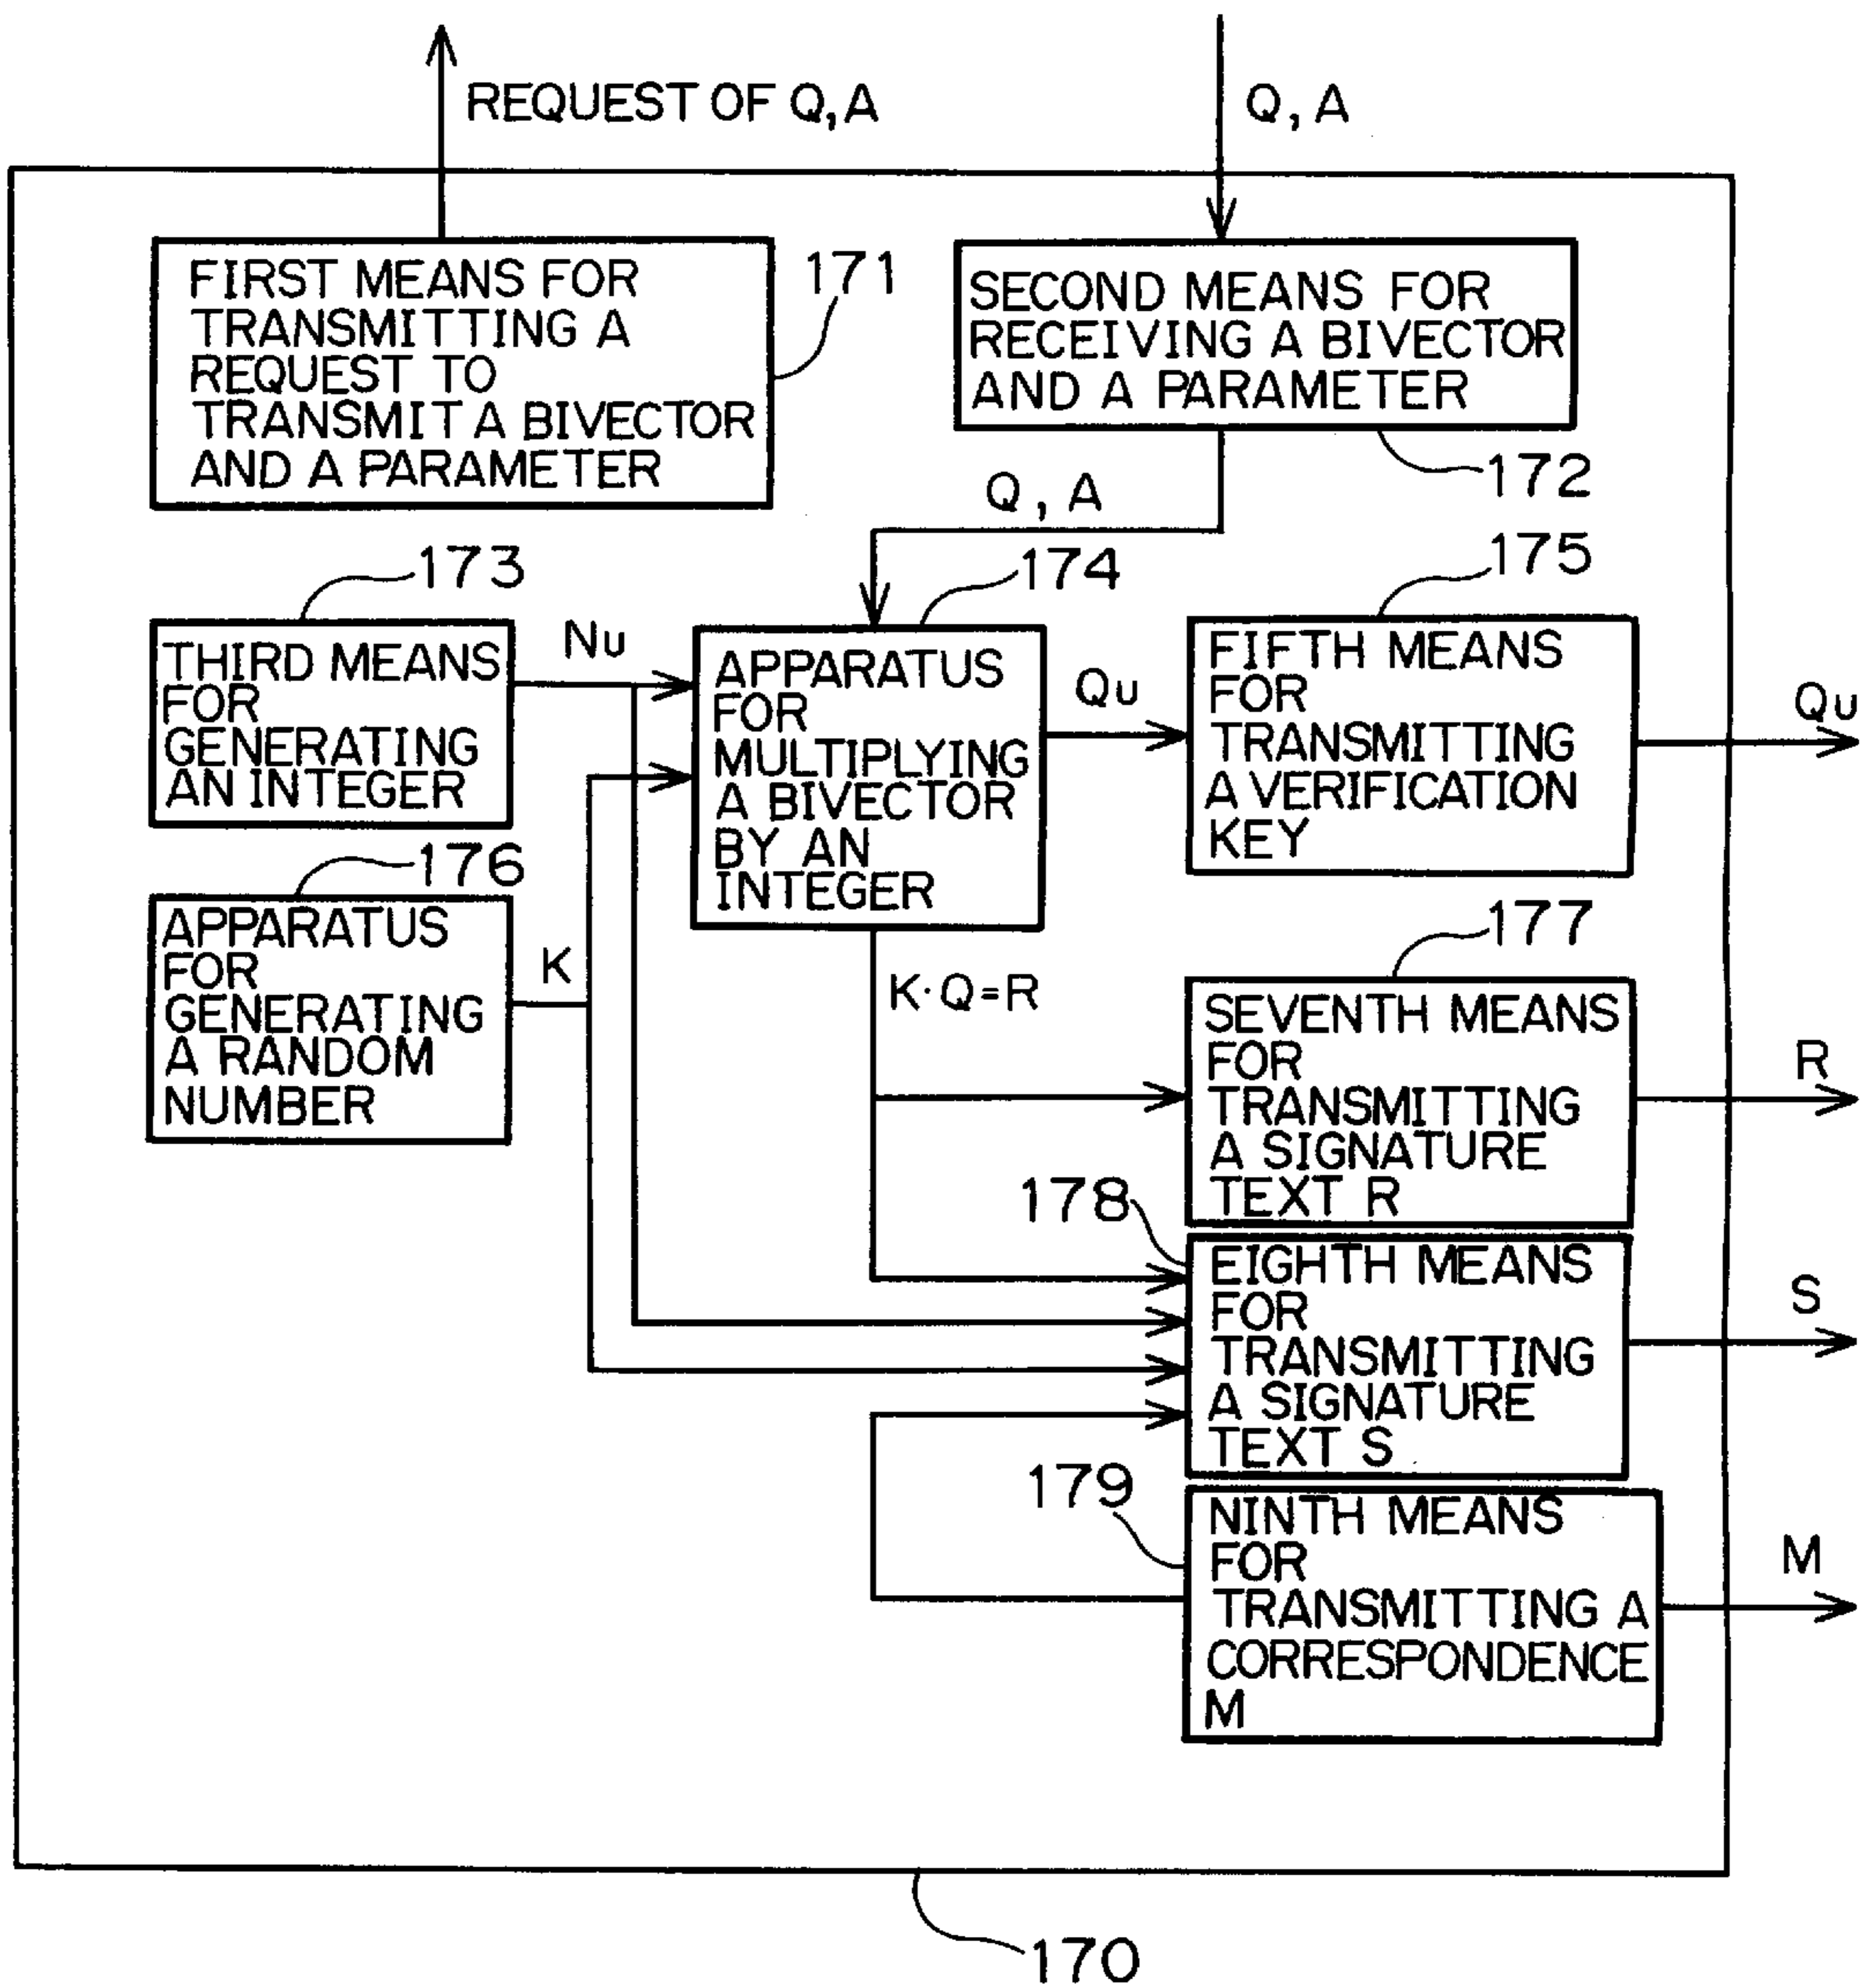 REQUEST OF Q, A
Q, A
FIRST MEANS FOR
TRANSMITTING A
REQUEST TO
TRANSMIT A BIVECTOR
AND A PARAMETER
171
SECOND MEANS FOR
RECEIVING A BIVECTOR
AND A PARAMETER
172
Q, A
173
174
175
THIRD MEANS
FOR
GENERATING
AN INTEGER
Nu
APPARATUS
FOR
MULTIPLYING
A BIVECTOR
BY AN
INTEGER
Qu
FIFTH MEANS
FOR
TRANSMITTING
A VERIFICATION
KEY
Qu
176
APPARATUS
FOR
GENERATING
A RANDOM
NUMBER
K
K·Q=R
177
SEVENTH MEANS
FOR
TRANSMITTING
A SIGNATURE
TEXT R
R
178
EIGHTH MEANS
FOR
TRANSMITTING
A SIGNATURE
TEXT S
S
179
NINTH MEANS
FOR
TRANSMITTING A
CORRESPONDENCE
M
M
170